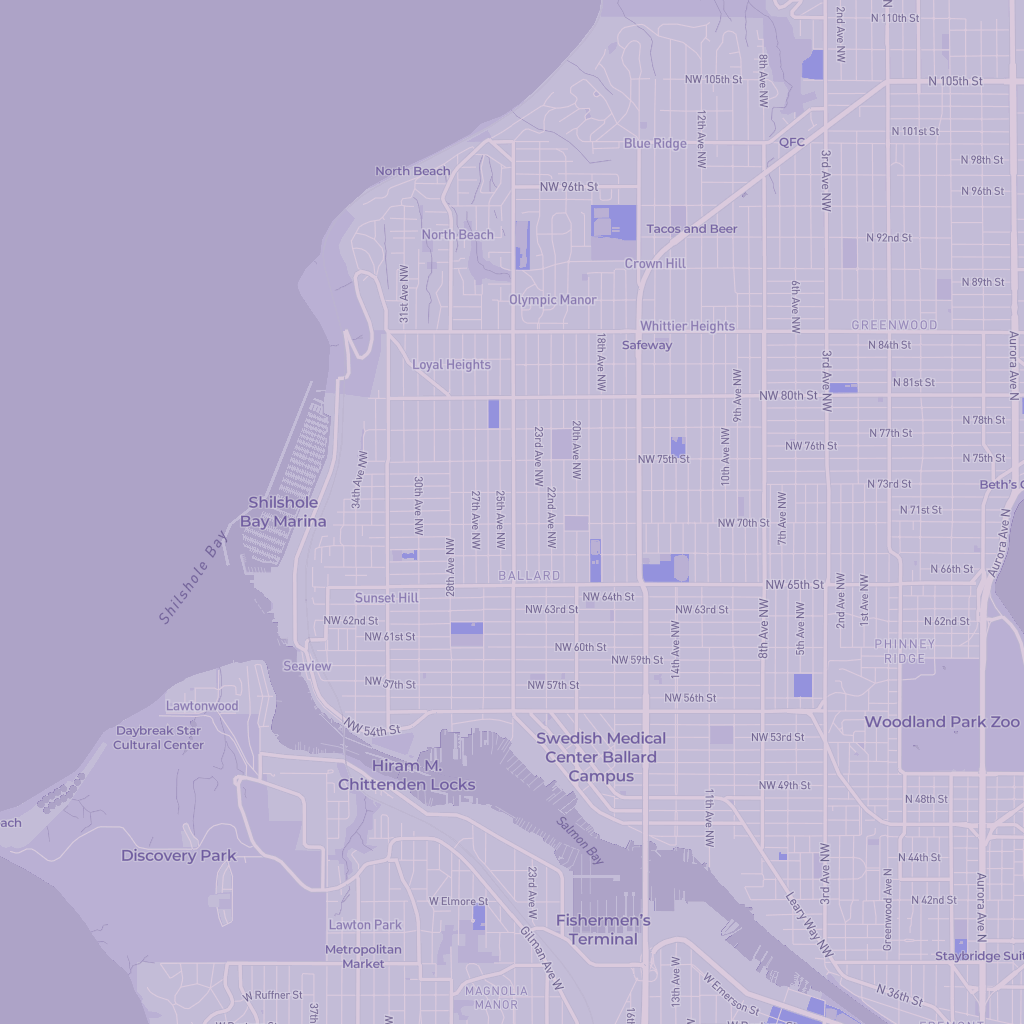 2nd Ave NW
N 110th St
8th Ave NW
NW 105th St
N 105th St
12th Ave NW
N 101st St
Blue Ridge
QFC
North Beach
3rd Ave NW
N 98th St
NW 96th St
N 96th St
Tacos and Beer
North Beach
N 92nd St
Crown Hill
31st Ave NW
N 89th St
Olympic Manor
6th Ave NW
Whittier Heights
GREENWOOD
Safeway
N 84th St
Aurora Ave N
18th Ave NW
Loyal Heights
3rd Ave NW
N 81st St
9th Ave NW
NW 80th St
N 78th St
23rd Ave NW
20th Ave NW
N 77th St
10th Ave NW
NW 76th St
NW 75th St
N 75th St
34th Ave NW
N 73rd St
Beth's C
30th Ave NW
27th Ave NW
25th Ave NW
22nd Ave NW
7th Ave NW
Shilshole
Bay Marina
N 71st St
NW 70th St
Aurora Ave N
28th Ave NW
Shilshole Bay
BALLARD
N 66th St
NW 65th St
2nd Ave NW
1st Ave NW
Sunset Hill
NW 64th St
NW 63rd St
NW 63rd St
NW 62nd St
N 62nd St
8th Ave NW
5th Ave NW
NW 61st St
14th Ave NW
NW 60th St
PHINNEY
RIDGE
NW 59th St
Seaview
NW 57th St
NW 57th St
NW 56th St
Lawtonwood
Woodland Park Zoo
NW 54th St
Daybreak Star
Cultural Center
Swedish Medical
Center Ballard
Campus
NW 53rd St
Hiram M.
Chittenden Locks
NW 49th St
N 48th St
11th Ave NW
ach
Salmon Bay
Discovery Park
N 44th St
3rd Ave NW
23rd Ave W
Greenwood Ave N
Aurora Ave N
W Elmore St
N 42nd St
Leary Way NW
Lawton Park
Fishermen's
Terminal
Gilman Ave W
Metropolitan
Market
Staybridge Suit
13th Ave W
W Emerson St
W Ruffner St
MAGNOLIA
MANOR
N 36th St
37th
16th